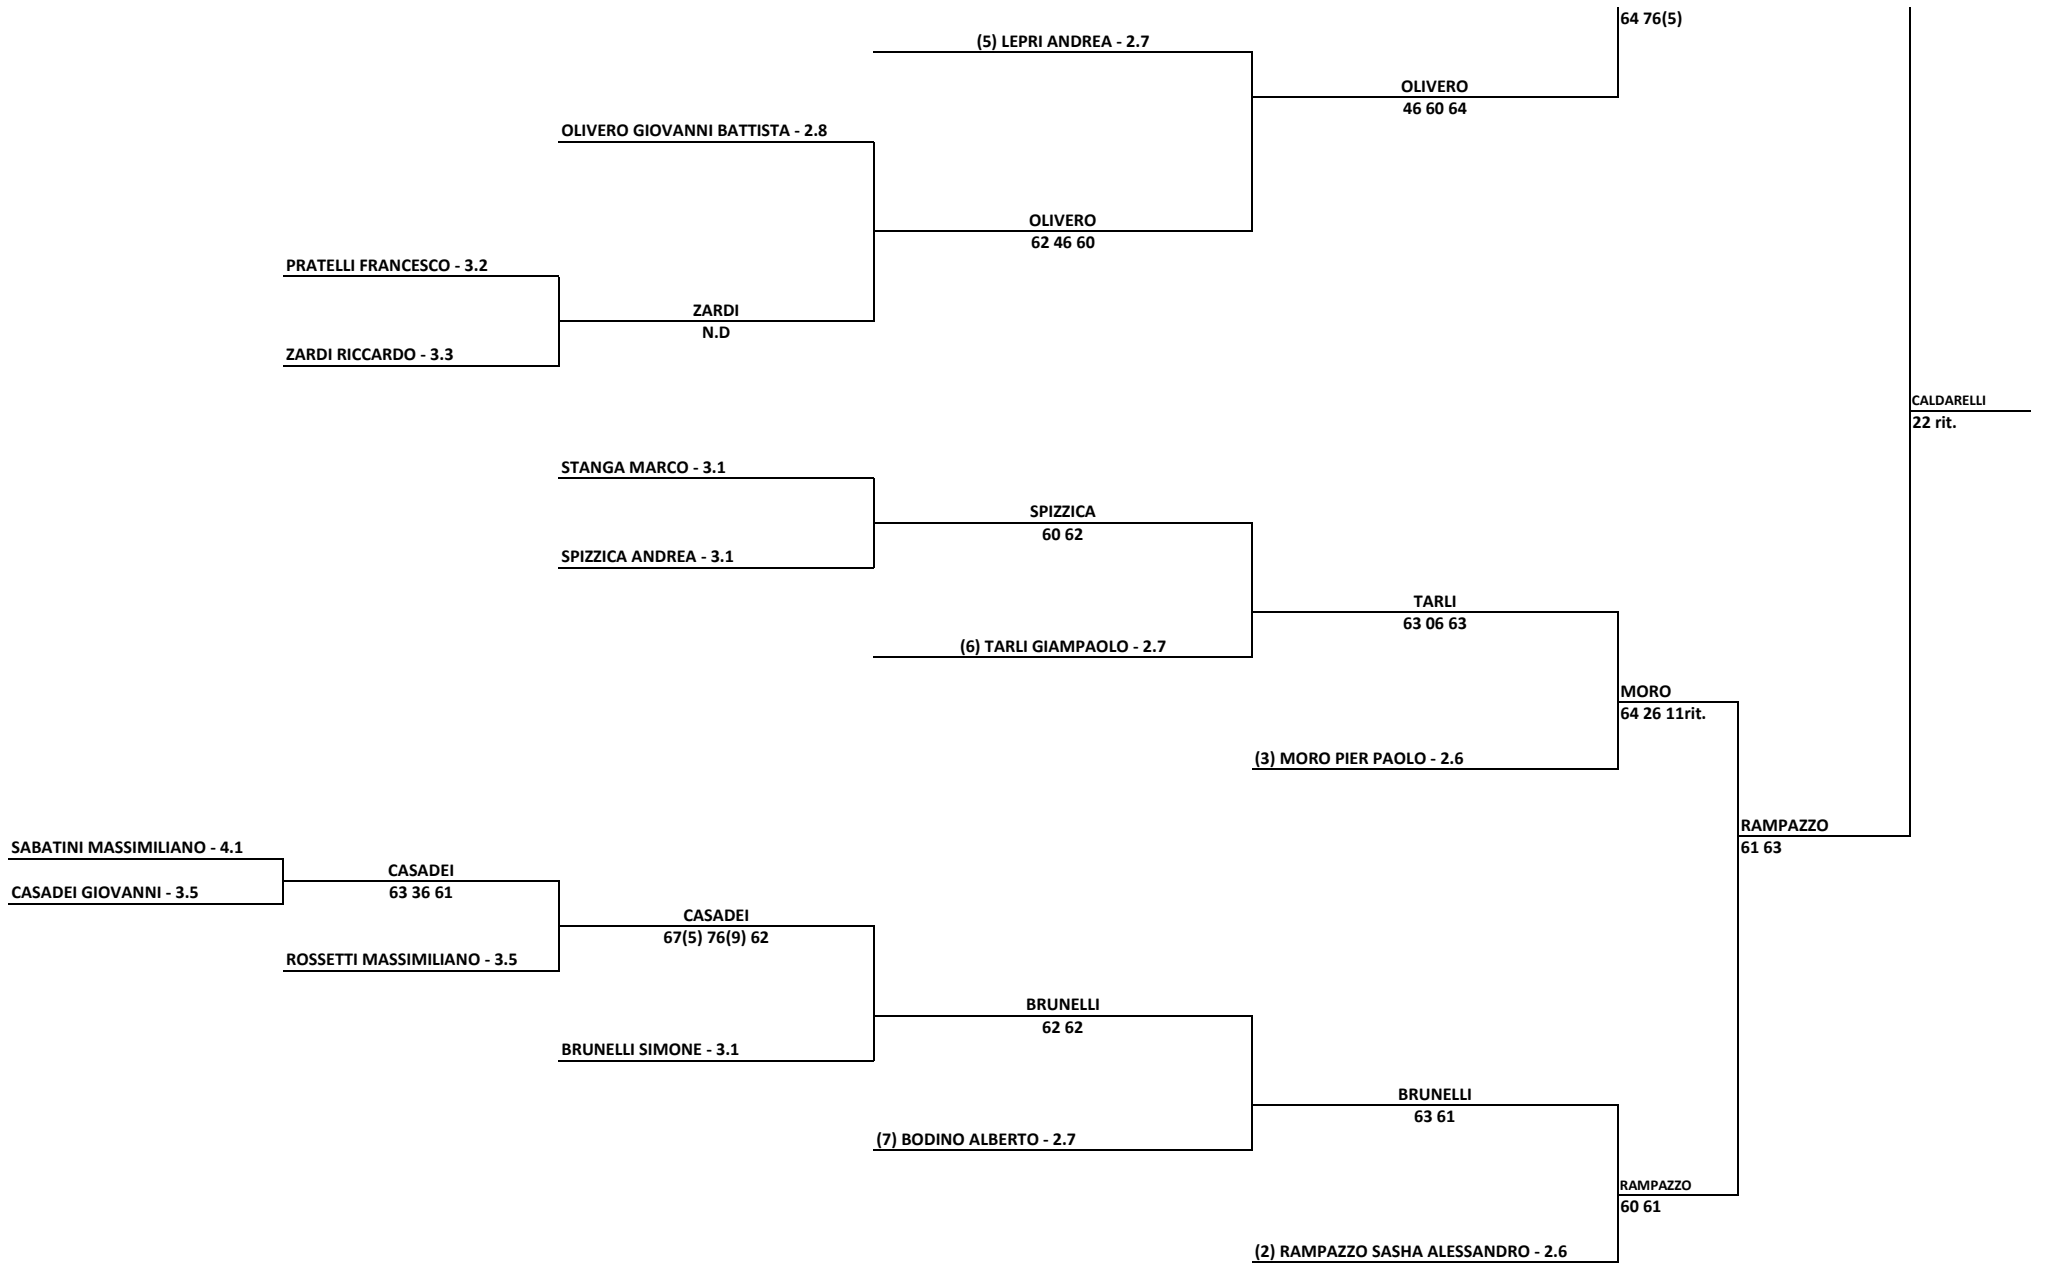 64 76(5)
(5) LEPRI ANDREA - 2.7
OLIVERO
46 60 64
OLIVERO GIOVANNI BATTISTA - 2.8
OLIVERO
62 46 60
PRATELLI FRANCESCO - 3.2
ZARDI
N.D
ZARDI RICCARDO - 3.3
CALDARELLI
22 rit.
STANGA MARCO - 3.1
SPIZZICA
60 62
SPIZZICA ANDREA - 3.1
TARLI
63 06 63
(6) TARLI GIAMPAOLO - 2.7
MORO
64 26 11rit.
(3) MORO PIER PAOLO - 2.6
RAMPAZZO
61 63
SABATINI MASSIMILIANO - 4.1
CASADEI
63 36 61
CASADEI GIOVANNI - 3.5
CASADEI
67(5) 76(9) 62
ROSSETTI MASSIMILIANO - 3.5
BRUNELLI
62 62
BRUNELLI SIMONE - 3.1
BRUNELLI
63 61
(7) BODINO ALBERTO - 2.7
RAMPAZZO
60 61
(2) RAMPAZZO SASHA ALESSANDRO - 2.6